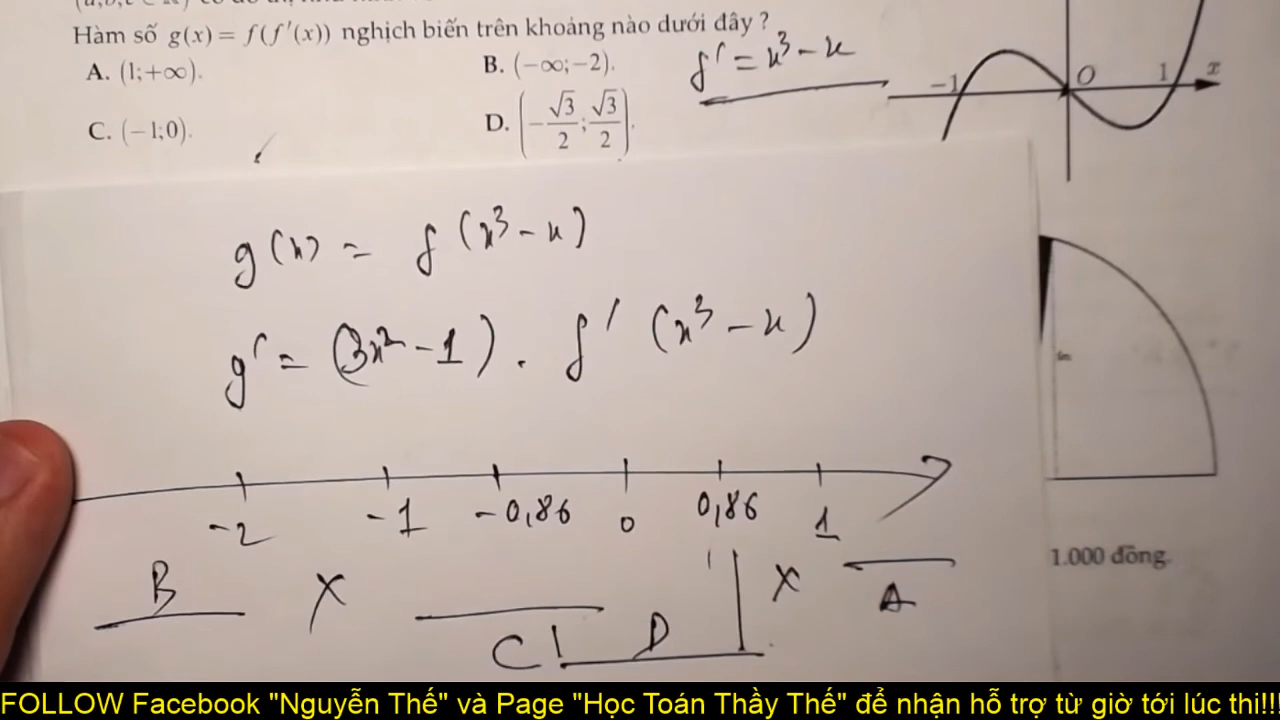 Hàm số g(x) = f(f'(x)) nghịch biến trên khoảng nào dưới đây ?
A. (1;+∞).
B. (−∞;−2).
C. (−1;0).
D. (−√3/2;√3/2).
f' = x³ − x
−1 O 1 x
g(x) = f(x³ − x)
g' = (3x² − 1) . f' (x³ − x)
−2 −1 −0,86 0 0,86 1
B X C D X A
1.000 đồng.
FOLLOW Facebook "Nguyễn Thế" và Page "Học Toán Thầy Thế" để nhận hỗ trợ từ giờ tới lúc thi!!!